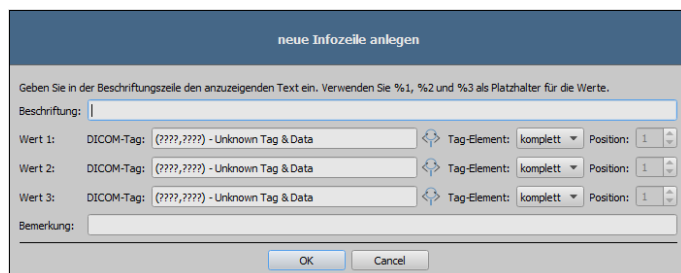 neue Infozeile anlegen
Geben Sie in der Beschriftungszeile den anzuzeigenden Text ein. Verwenden Sie %1, %2 und %3 als Platzhalter für die Werte.
Beschriftung:
Wert 1: DICOM-Tag: (????,????) - Unknown Tag & Data Tag-Element: komplett Position: 1
Wert 2: DICOM-Tag: (????,????) - Unknown Tag & Data Tag-Element: komplett Position: 1
Wert 3: DICOM-Tag: (????,????) - Unknown Tag & Data Tag-Element: komplett Position: 1
Bemerkung:
OK Cancel